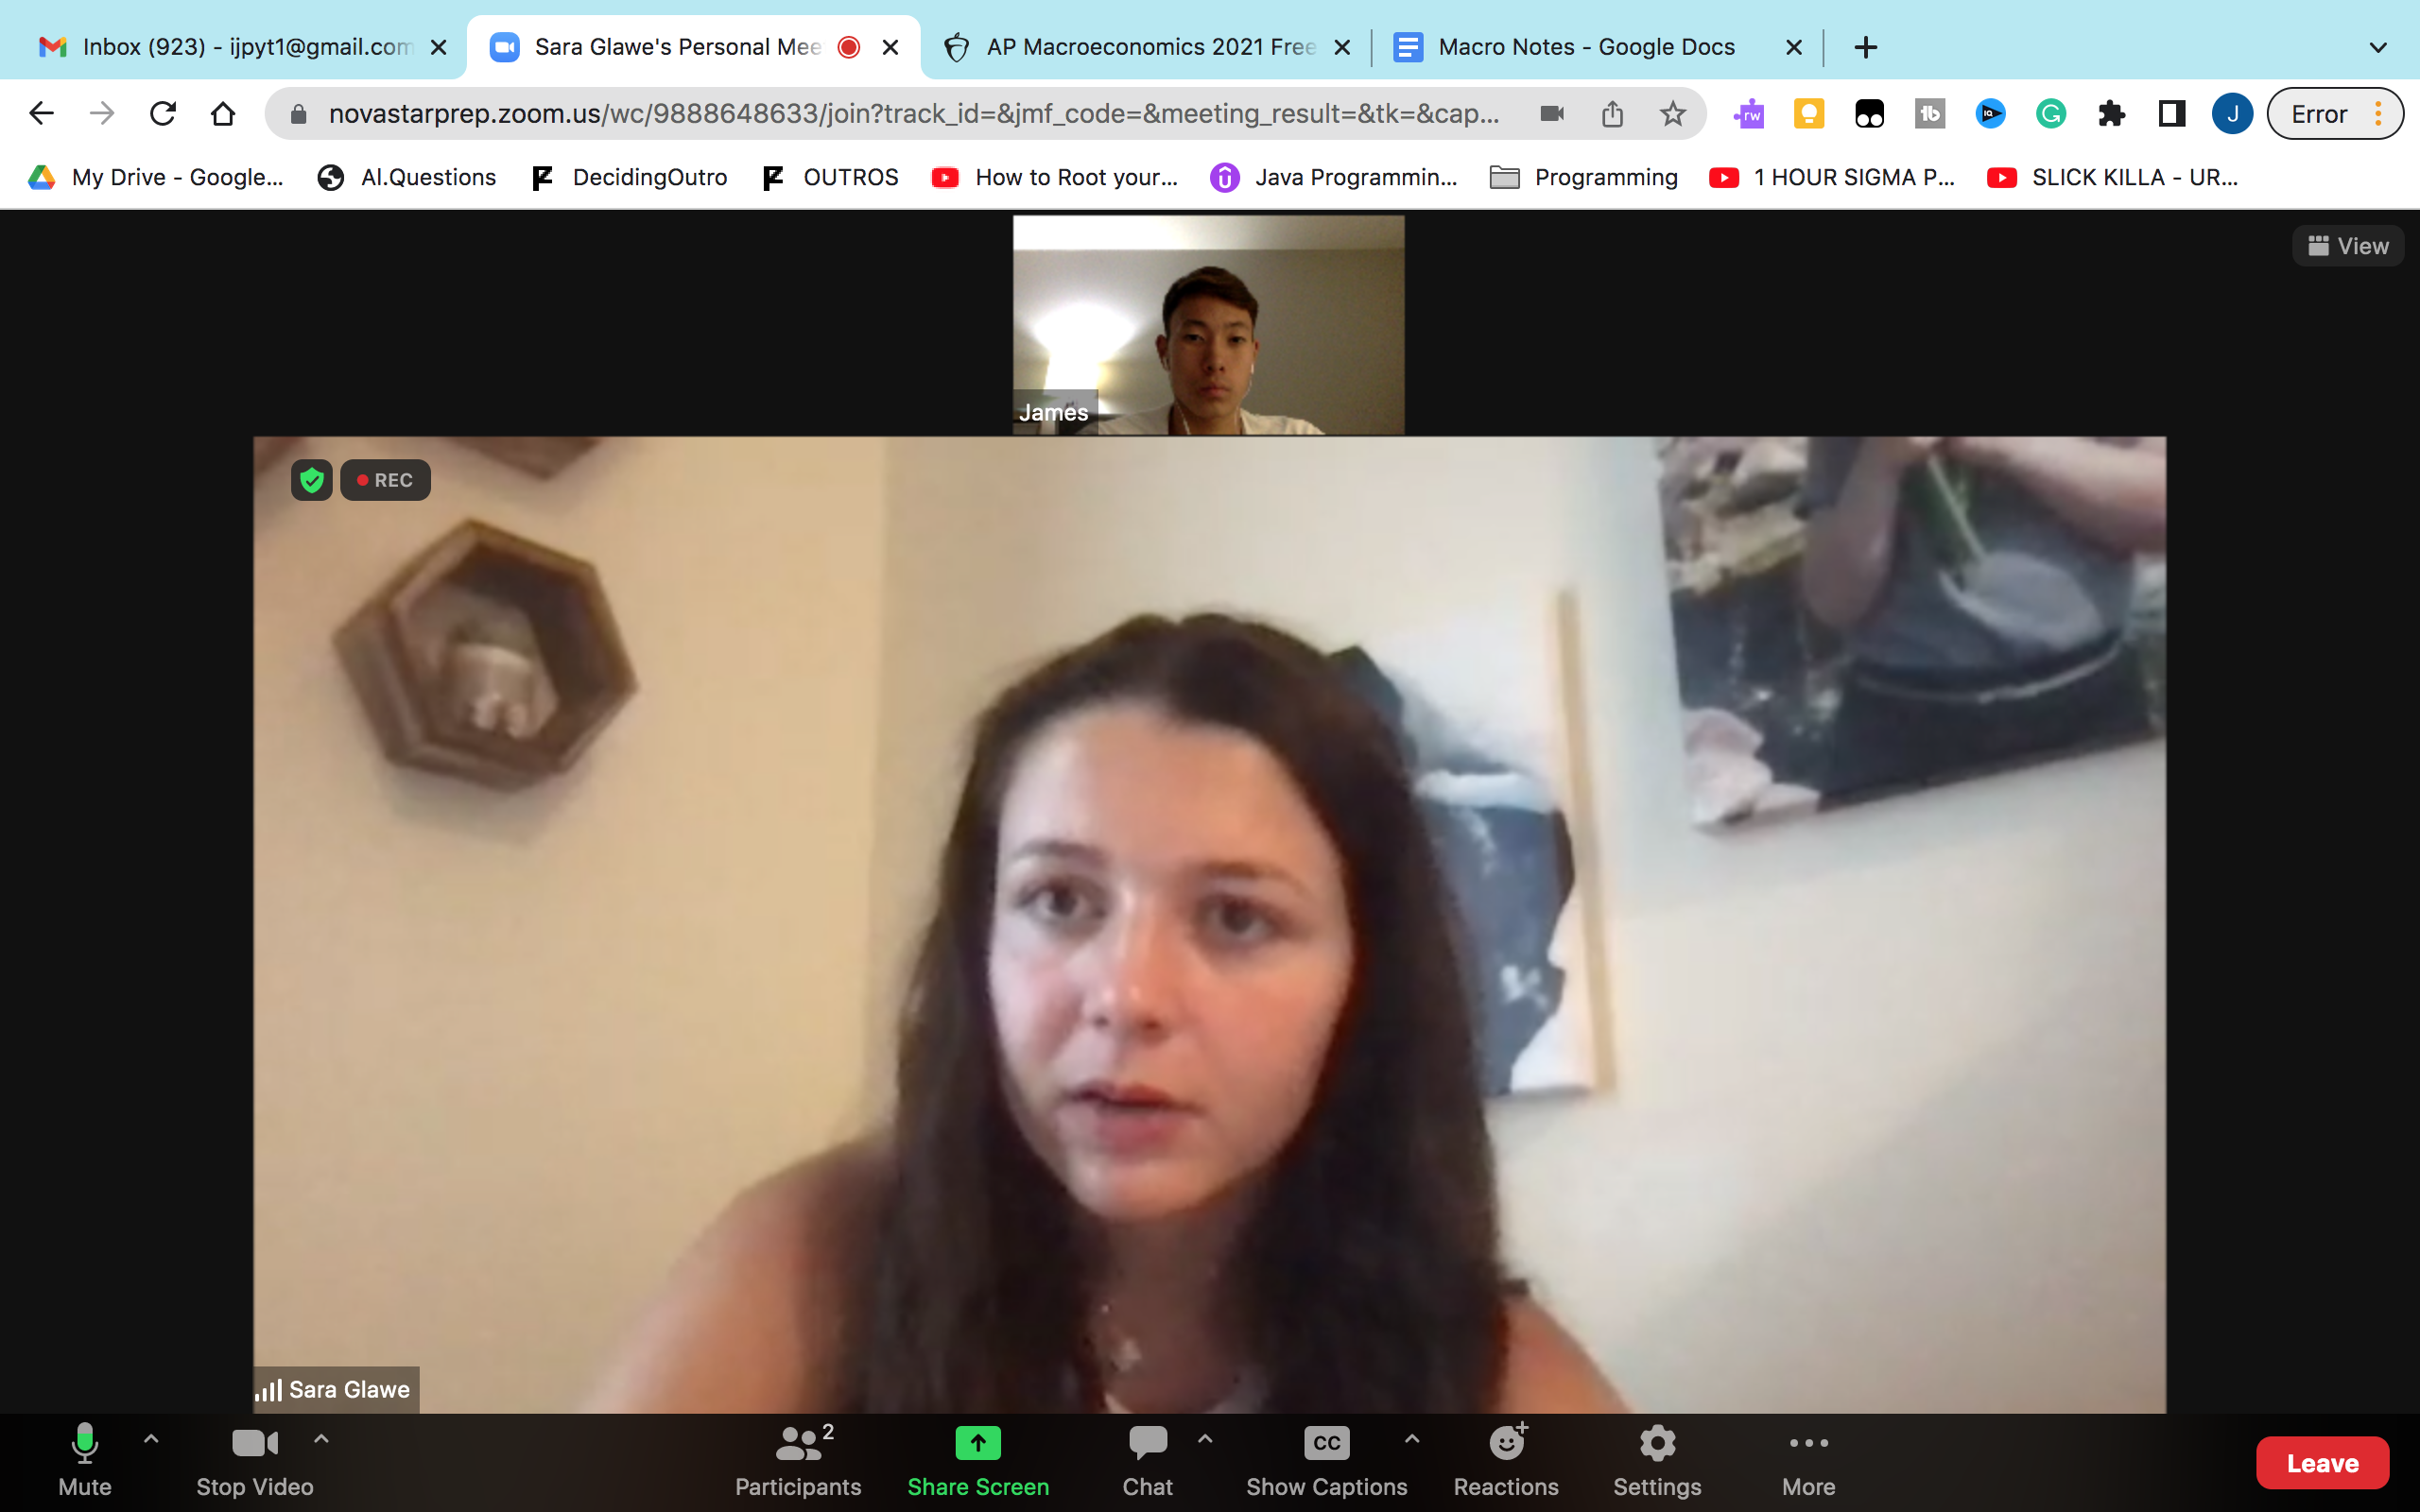 Inbox (923) - ijpyt1@gmail.com
Sara Glawe's Personal Mee
AP Macroeconomics 2021 Free
Macro Notes - Google Docs
novastarprep.zoom.us/wc/9888648633/join?track_id=&jmf_code=&meeting_result=&tk=&cap...
rw
J
Error
My Drive - Google...
AI.Questions
DecidingOutro
OUTROS
How to Root your...
Java Programmin...
Programming
1 HOUR SIGMA P...
SLICK KILLA - UR...
View
James
REC
Sara Glawe
Mute
Stop Video
2
Participants
Share Screen
Chat
CC
Show Captions
Reactions
Settings
More
Leave